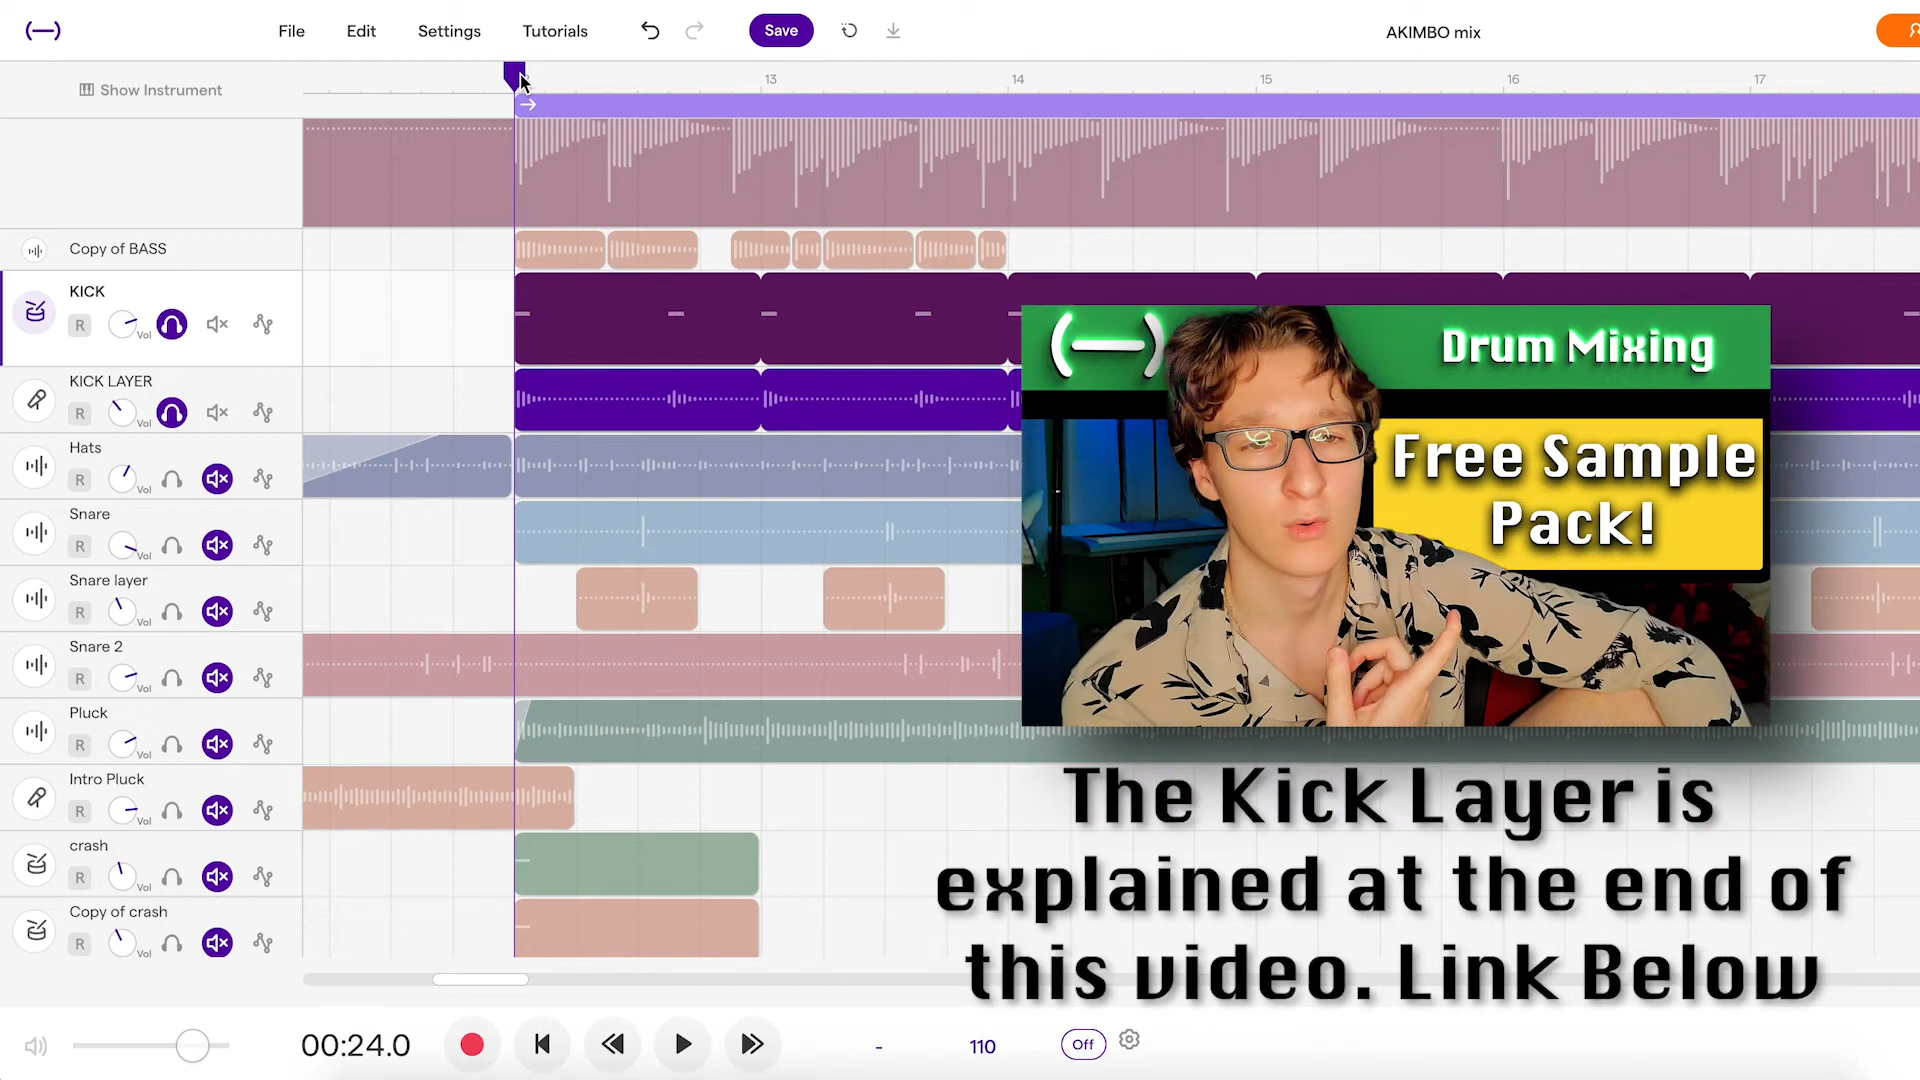 File Edit Settings Tutorials Save AKIMBO mix
Show Instrument
13 14 15 16 17
Copy of BASS
KICK
R Vol
KICK LAYER
R Vol
Hats
R Vol
Snare
R Vol
Snare layer
R Vol
Snare 2
R Vol
Pluck
R Vol
Intro Pluck
R Vol
crash
R Vol
Copy of crash
R Vol
Drum Mixing
Free Sample
Pack!
The Kick Layer is
explained at the end of
this video. Link Below
00:24.0 - 110 Off